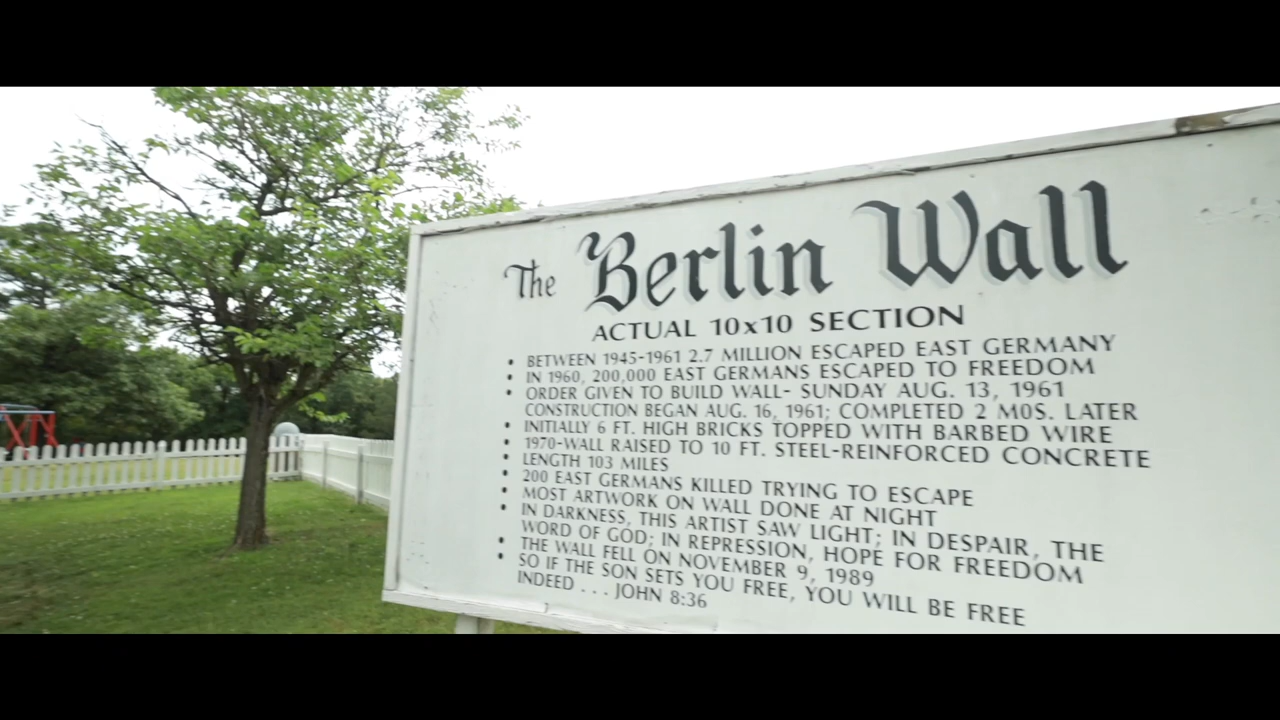 The Berlin Wall
ACTUAL 10x10 SECTION
• BETWEEN 1945-1961 2.7 MILLION ESCAPED EAST GERMANY
• IN 1960, 200,000 EAST GERMANS ESCAPED TO FREEDOM
• ORDER GIVEN TO BUILD WALL- SUNDAY AUG. 13, 1961
CONSTRUCTION BEGAN AUG. 16, 1961; COMPLETED 2 MOS. LATER
• INITIALLY 6 FT. HIGH BRICKS TOPPED WITH BARBED WIRE
• 1970-WALL RAISED TO 10 FT. STEEL-REINFORCED CONCRETE
• LENGTH 103 MILES
• 200 EAST GERMANS KILLED TRYING TO ESCAPE
• MOST ARTWORK ON WALL DONE AT NIGHT
• IN DARKNESS, THIS ARTIST SAW LIGHT; IN DESPAIR, THE
WORD OF GOD; IN REPRESSION, HOPE FOR FREEDOM
• THE WALL FELL ON NOVEMBER 9, 1989
• SO IF THE SON SETS YOU FREE, YOU WILL BE FREE
INDEED . . . JOHN 8:36